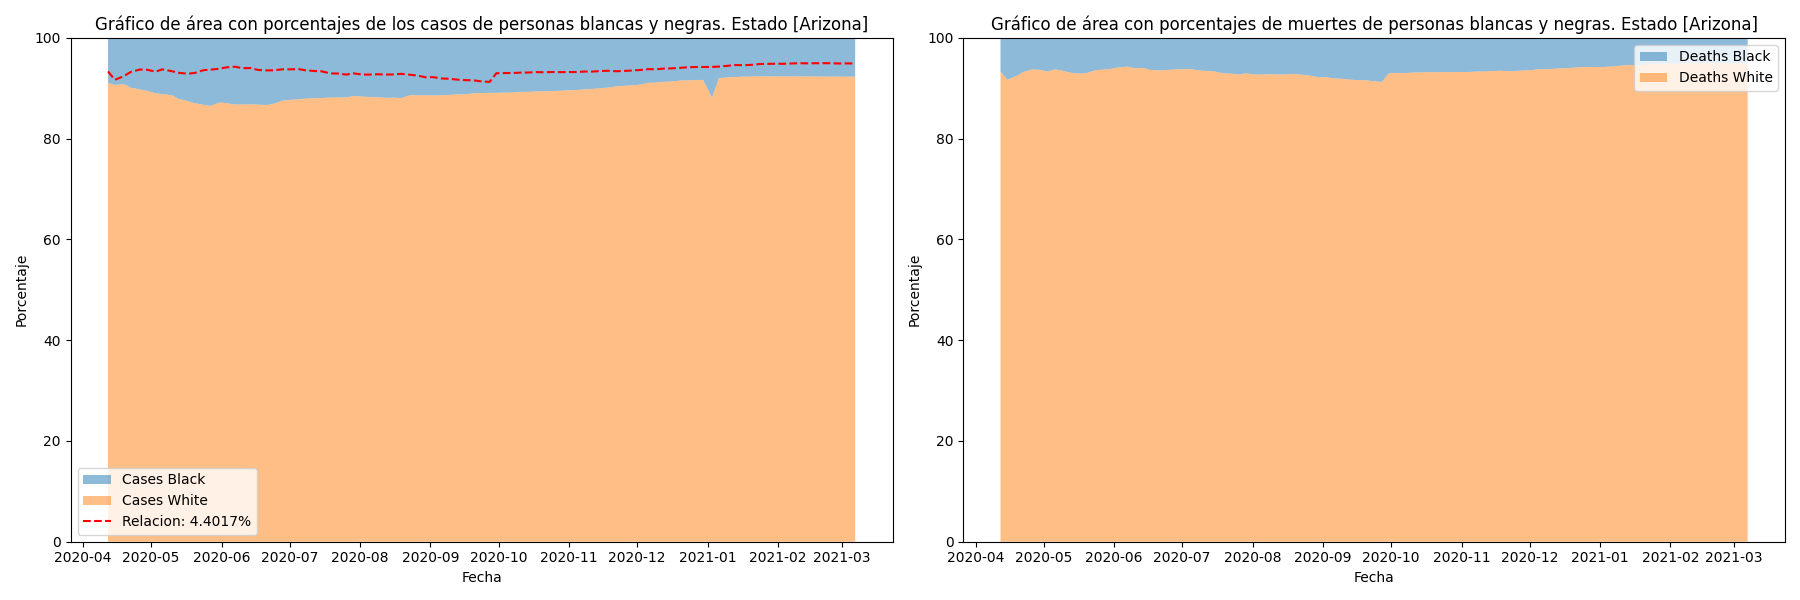 Gráfico de área con porcentajes de los casos de personas blancas y negras. Estado [Arizona]
100
80
60
40
20
0
Porcentaje
Cases Black
Cases White
Relacion: 4.4017%
2020-04 2020-05 2020-06 2020-07 2020-08 2020-09 2020-10 2020-11 2020-12 2021-01 2021-02 2021-03
Fecha
Gráfico de área con porcentajes de muertes de personas blancas y negras. Estado [Arizona]
100
80
60
40
20
0
Porcentaje
Deaths Black
Deaths White
2020-04 2020-05 2020-06 2020-07 2020-08 2020-09 2020-10 2020-11 2020-12 2021-01 2021-02 2021-03
Fecha